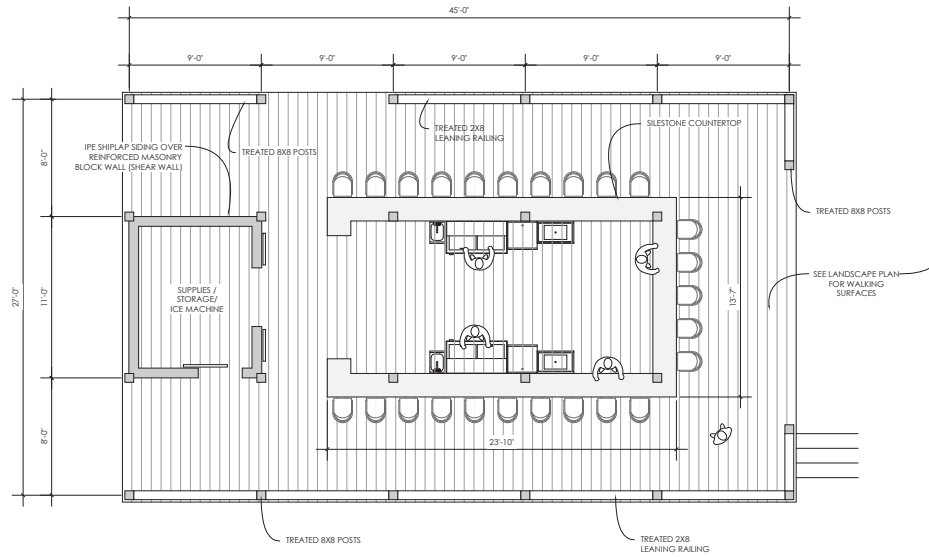 45'-0"
9'-0"
9'-0"
9'-0"
9'-0"
9'-0"
TREATED 2X8
LEANING RAILING
SILESTONE COUNTERTOP
IPE SHIPLAP SIDING OVER
REINFORCED MASONRY
BLOCK WALL (SHEAR WALL)
TREATED 8X8 POSTS
8'-0"
TREATED 8X8 POSTS
27'-0"
11'-0"
SUPPLIES /
STORAGE/
ICE MACHINE
13'-7"
SEE LANDSCAPE PLAN
FOR WALKING
SURFACES
8'-0"
23'-10"
TREATED 8X8 POSTS
TREATED 2X8
LEANING RAILING